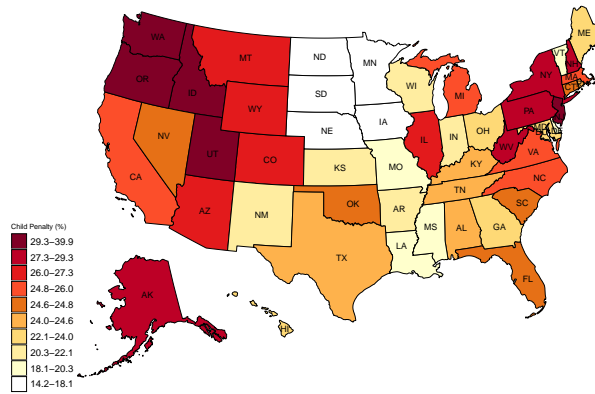 ME
WA
VT
MT
ND
MN
NH
OR
ID
WI
NY
MA
SD
MI
CT
WY
PA
IA
NE
NJ
NV
OH
IL
IN
UT
CO
WV
VA
CA
KS
MO
KY
NC
TN
OK
AZ
NM
AR
SC
MS
AL
GA
LA
Child Penalty (%)
29.3–39.9
27.3–29.3
26.0–27.3
24.8–26.0
24.6–24.8
24.0–24.6
22.1–24.0
20.3–22.1
18.1–20.3
14.2–18.1
TX
FL
AK
HI